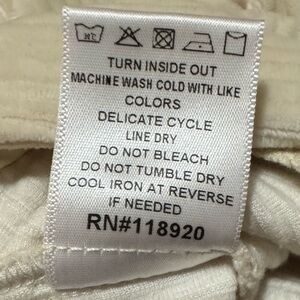 TURN INSIDE OUT
MACHINE WASH COLD WITH LIKE
COLORS
DELICATE CYCLE
LINE DRY
DO NOT BLEACH
DO NOT TUMBLE DRY
COOL IRON AT REVERSE
IF NEEDED
RN#118920